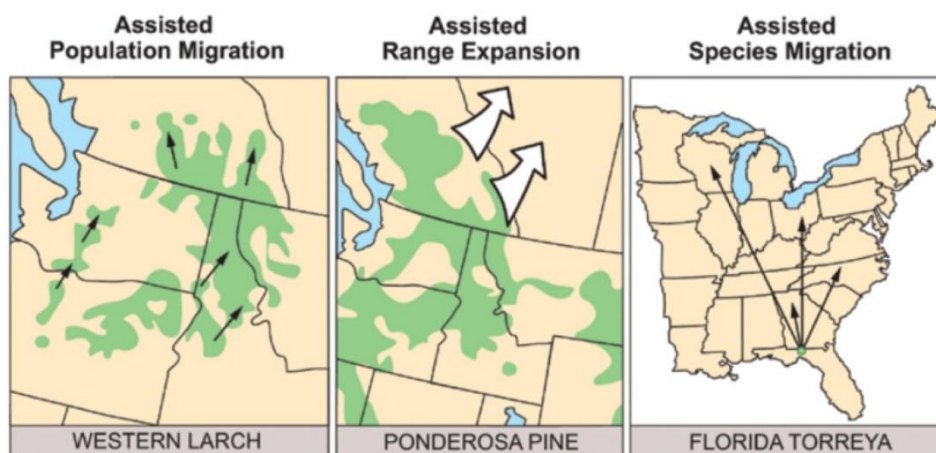 Assisted
Population Migration
Assisted
Range Expansion
Assisted
Species Migration
WESTERN LARCH
PONDEROSA PINE
FLORIDA TORREYA